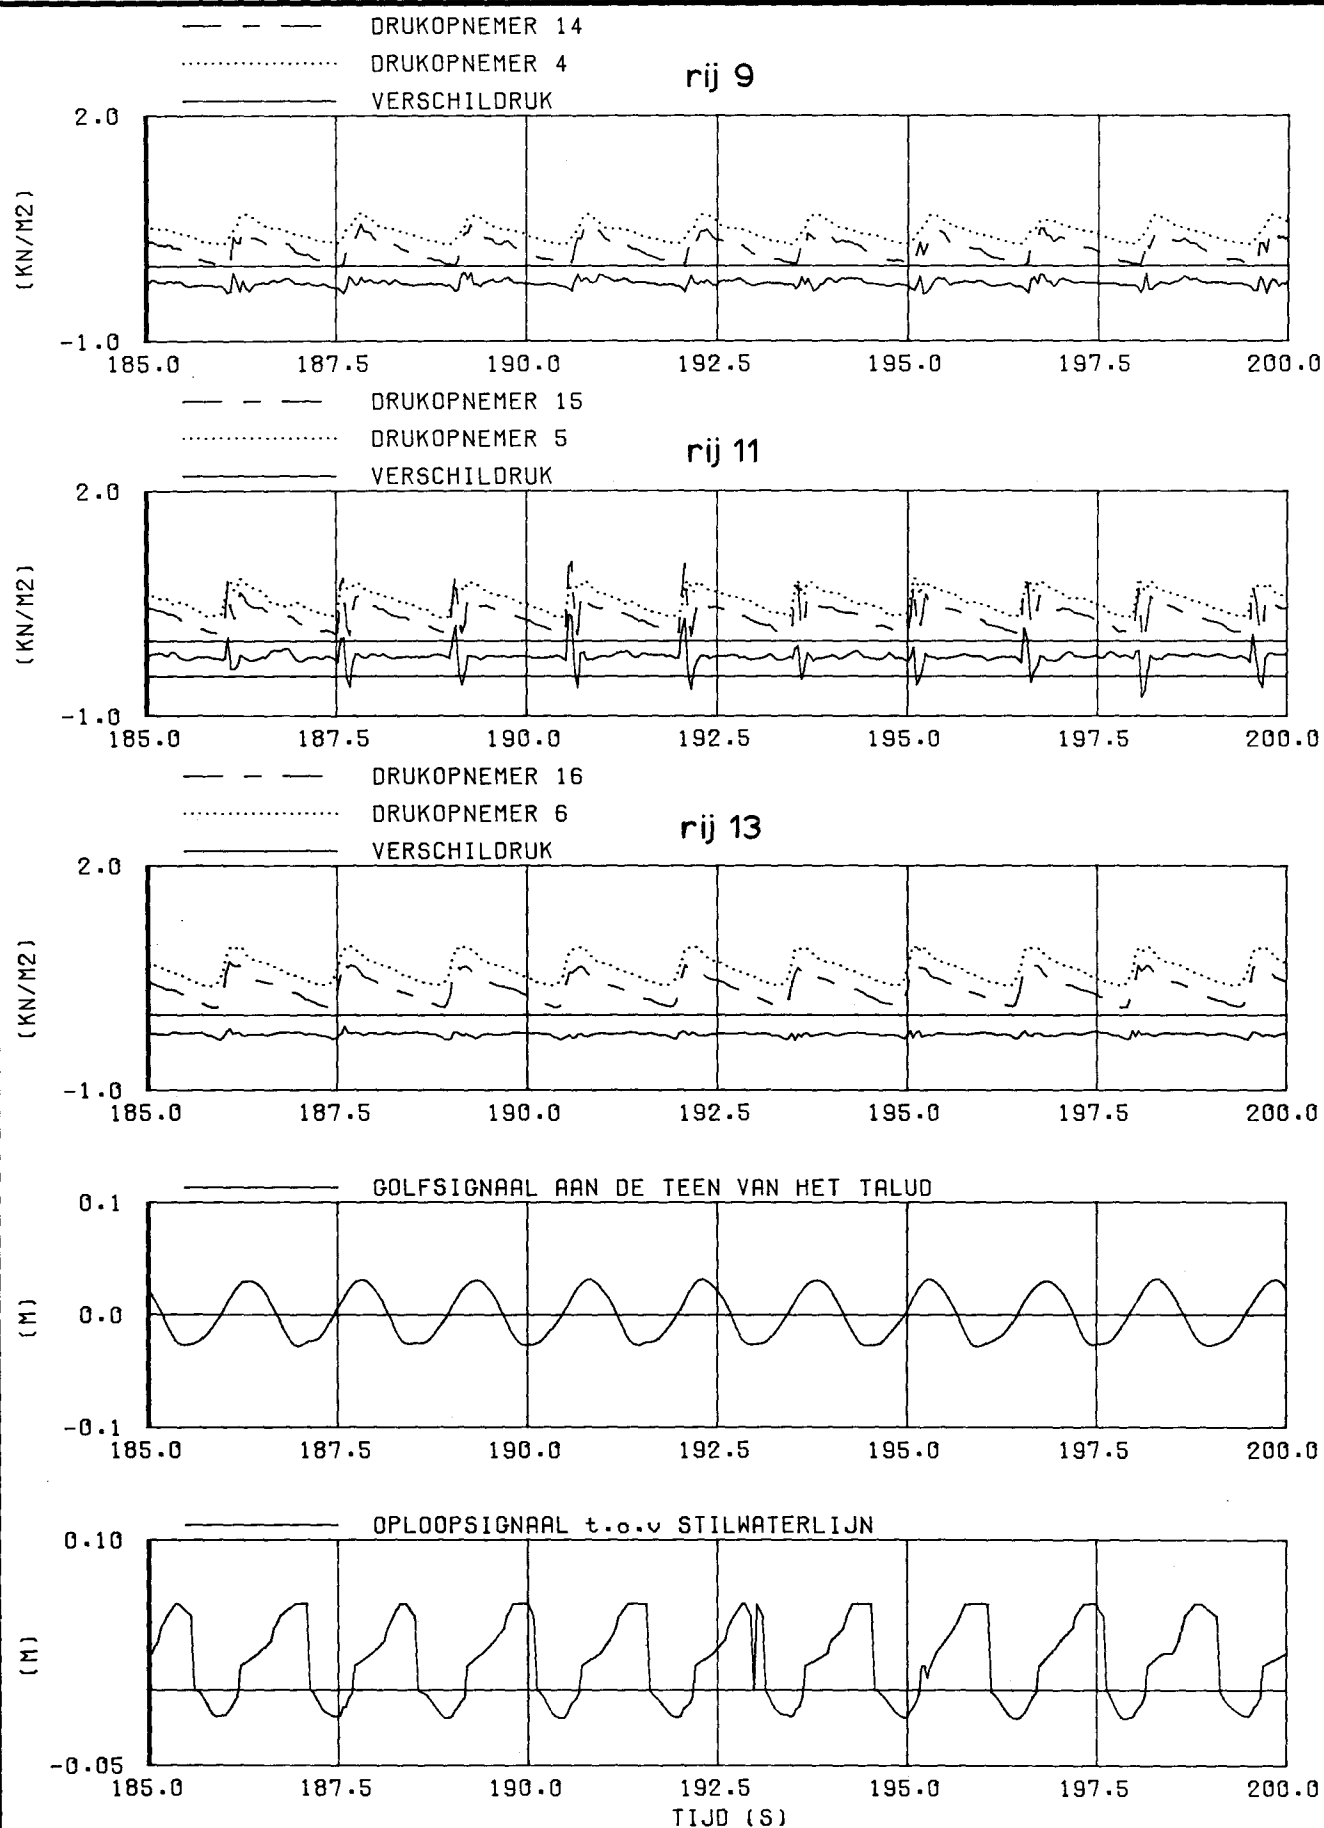 DRUKOPNEMER 14
DRUKOPNEMER 4
rij 9
VERSCHILDRUK
2.0
(KN/M2)
-1.0
185.0 187.5 190.0 192.5 195.0 197.5 200.0
DRUKOPNEMER 15
DRUKOPNEMER 5
rij 11
VERSCHILDRUK
2.0
(KN/M2)
-1.0
185.0 187.5 190.0 192.5 195.0 197.5 200.0
DRUKOPNEMER 16
DRUKOPNEMER 6
rij 13
VERSCHILDRUK
2.0
(KN/M2)
-1.0
185.0 187.5 190.0 192.5 195.0 197.5 200.0
GOLFSIGNAAL AAN DE TEEN VAN HET TALUD
0.1
0.0
(M)
-0.1
185.0 187.5 190.0 192.5 195.0 197.5 200.0
OPLOOPSIGNAAL t.o.v STILWATERLIJN
0.10
(M)
-0.05
185.0 187.5 190.0 192.5 195.0 197.5 200.0
TIJD (S)